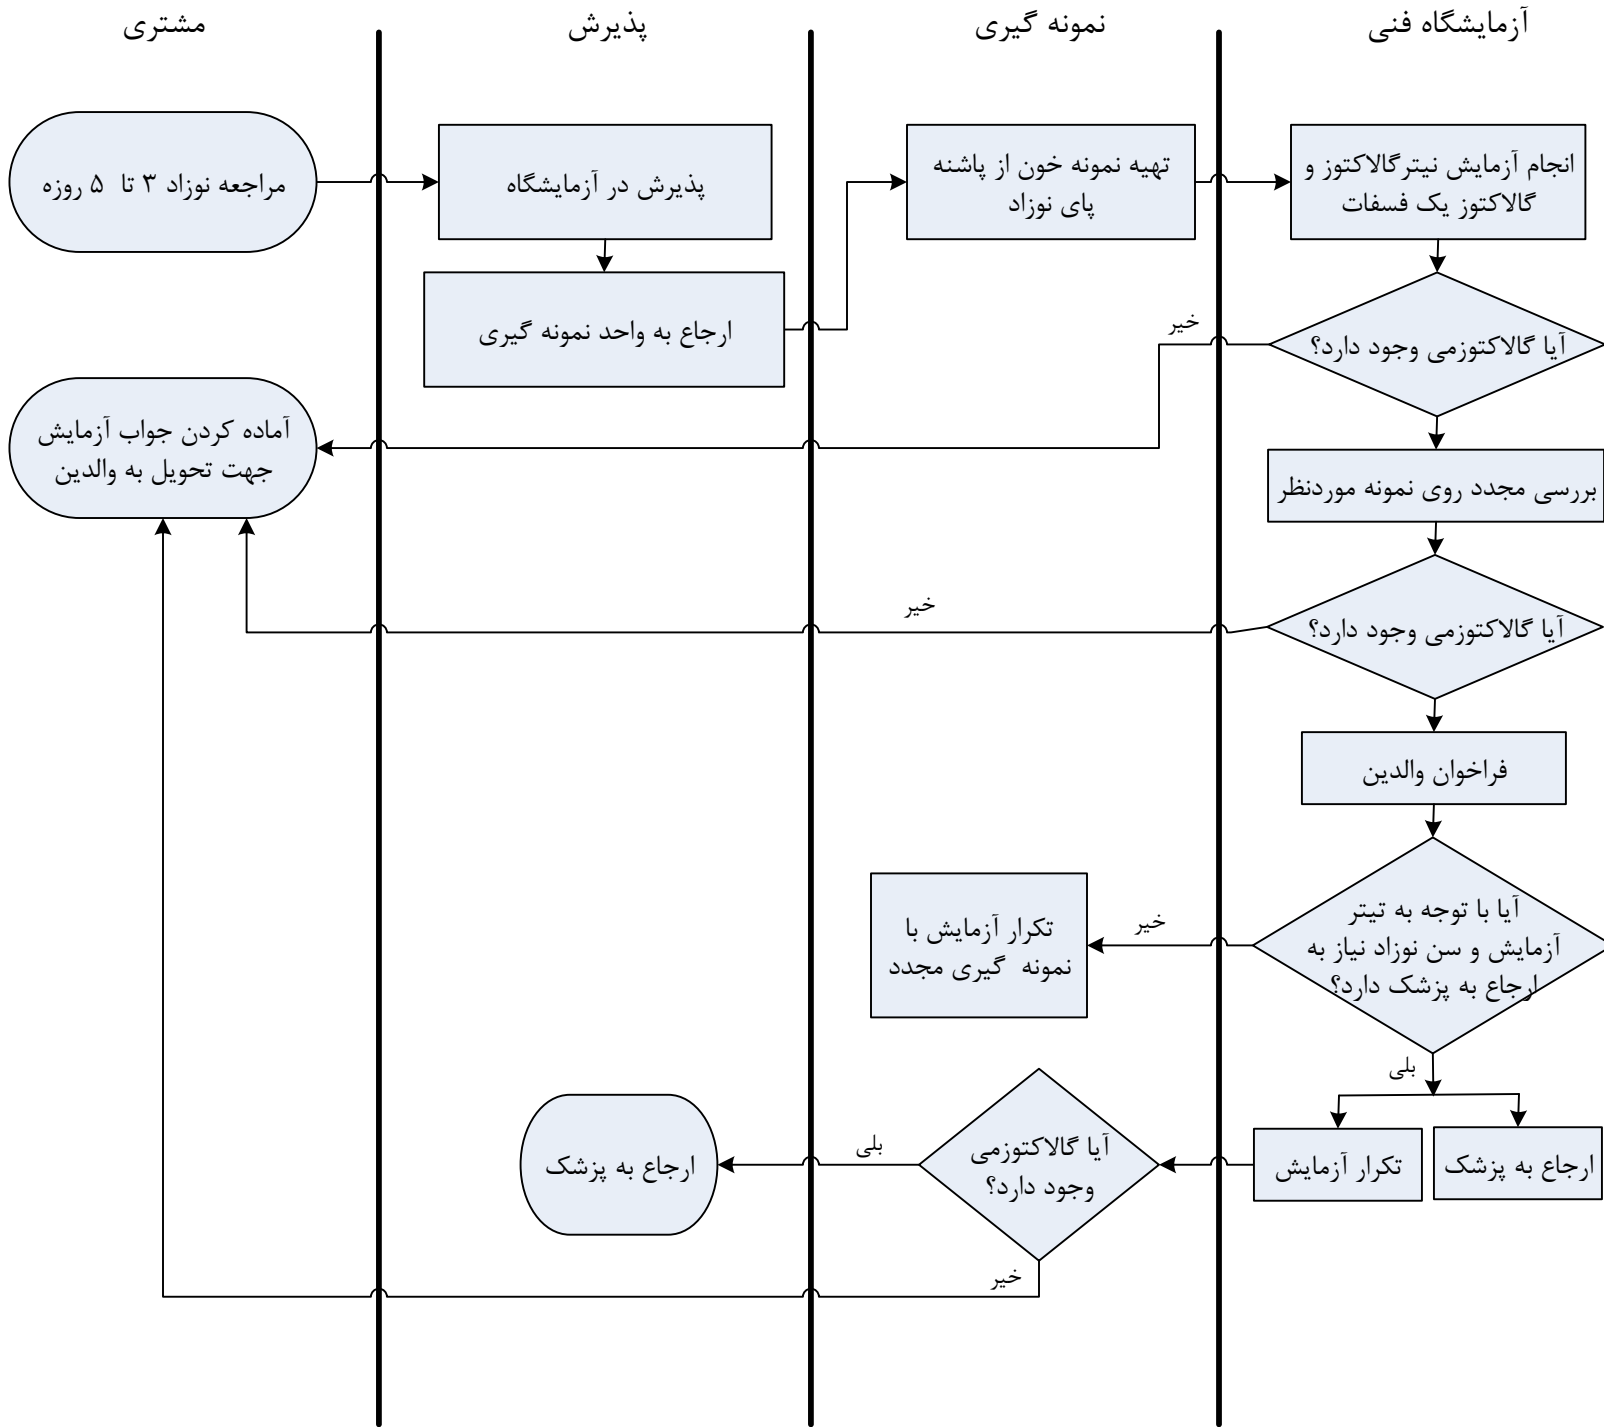 آزمایشگاه فنی
نمونه گیری
پذیرش
مشتری
مراجعه نوزاد ۳ تا ۵ روزه
پذیرش در آزمایشگاه
ارجاع به واحد نمونه گیری
تهیه نمونه خون از پاشنه
پای نوزاد
انجام آزمایش نیترگالاکتوز و
گالاکتوز یک فسفات
آیا گالاکتوزمی وجود دارد؟
خیر
آماده کردن جواب آزمایش
جهت تحویل به والدین
بررسی مجدد روی نمونه موردنظر
آیا گالاکتوزمی وجود دارد؟
خیر
فراخوان والدین
آیا با توجه به تیتر
آزمایش و سن نوزاد نیاز به
ارجاع به پزشک دارد؟
خیر
تکرار آزمایش با
نمونه گیری مجدد
بلی
ارجاع به پزشک
تکرار آزمایش
آیا گالاکتوزمی
وجود دارد؟
بلی
ارجاع به پزشک
خیر